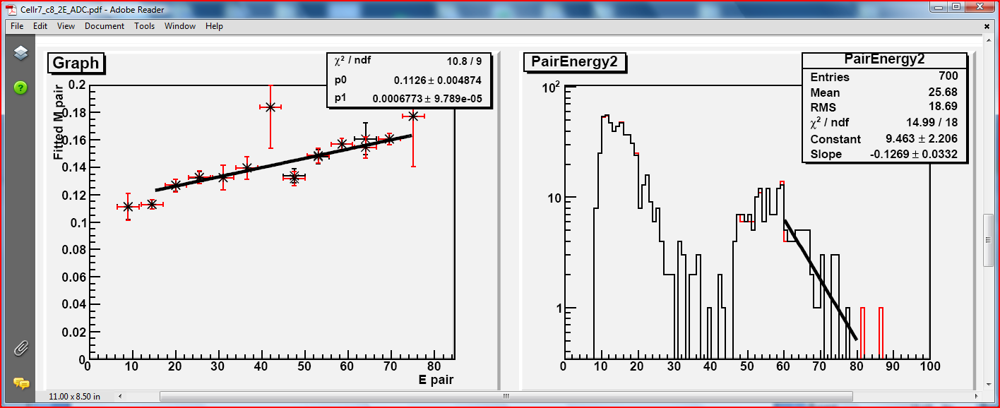 Cellr7_c8_2E_ADC.pdf - Adobe Reader
File Edit View Document Tools Window Help
Graph
χ² / ndf 10.8 / 9
p0 0.1126 ± 0.004874
p1 0.0006773 ± 9.789e-05
Fitted M pair
0.2
0.18
0.16
0.14
0.12
0.1
0.08
0.06
0.04
0.02
0
0 10 20 30 40 50 60 70 80
E pair
PairEnergy2
PairEnergy2
Entries 700
Mean 25.68
RMS 18.69
χ² / ndf 14.99 / 18
Constant 9.463 ± 2.206
Slope -0.1269 ± 0.0332
10²
10
1
0 10 20 30 40 50 60 70 80 90 100
11.00 x 8.50 in